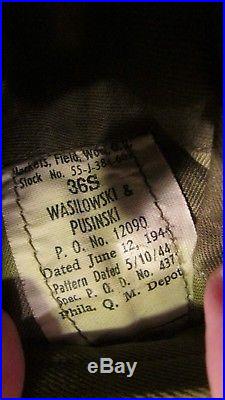 Jackets, Field, Wool, O.D.
Stock No. 55-J-384
36S
WASILOWSKI &
PUSINSKI
P. O. No. 12090
Dated June 12, 1944
Pattern Dated 5/10/44
Spec. P. Q. D. No. 437
Phila. Q. M. Depot
WorthPoint